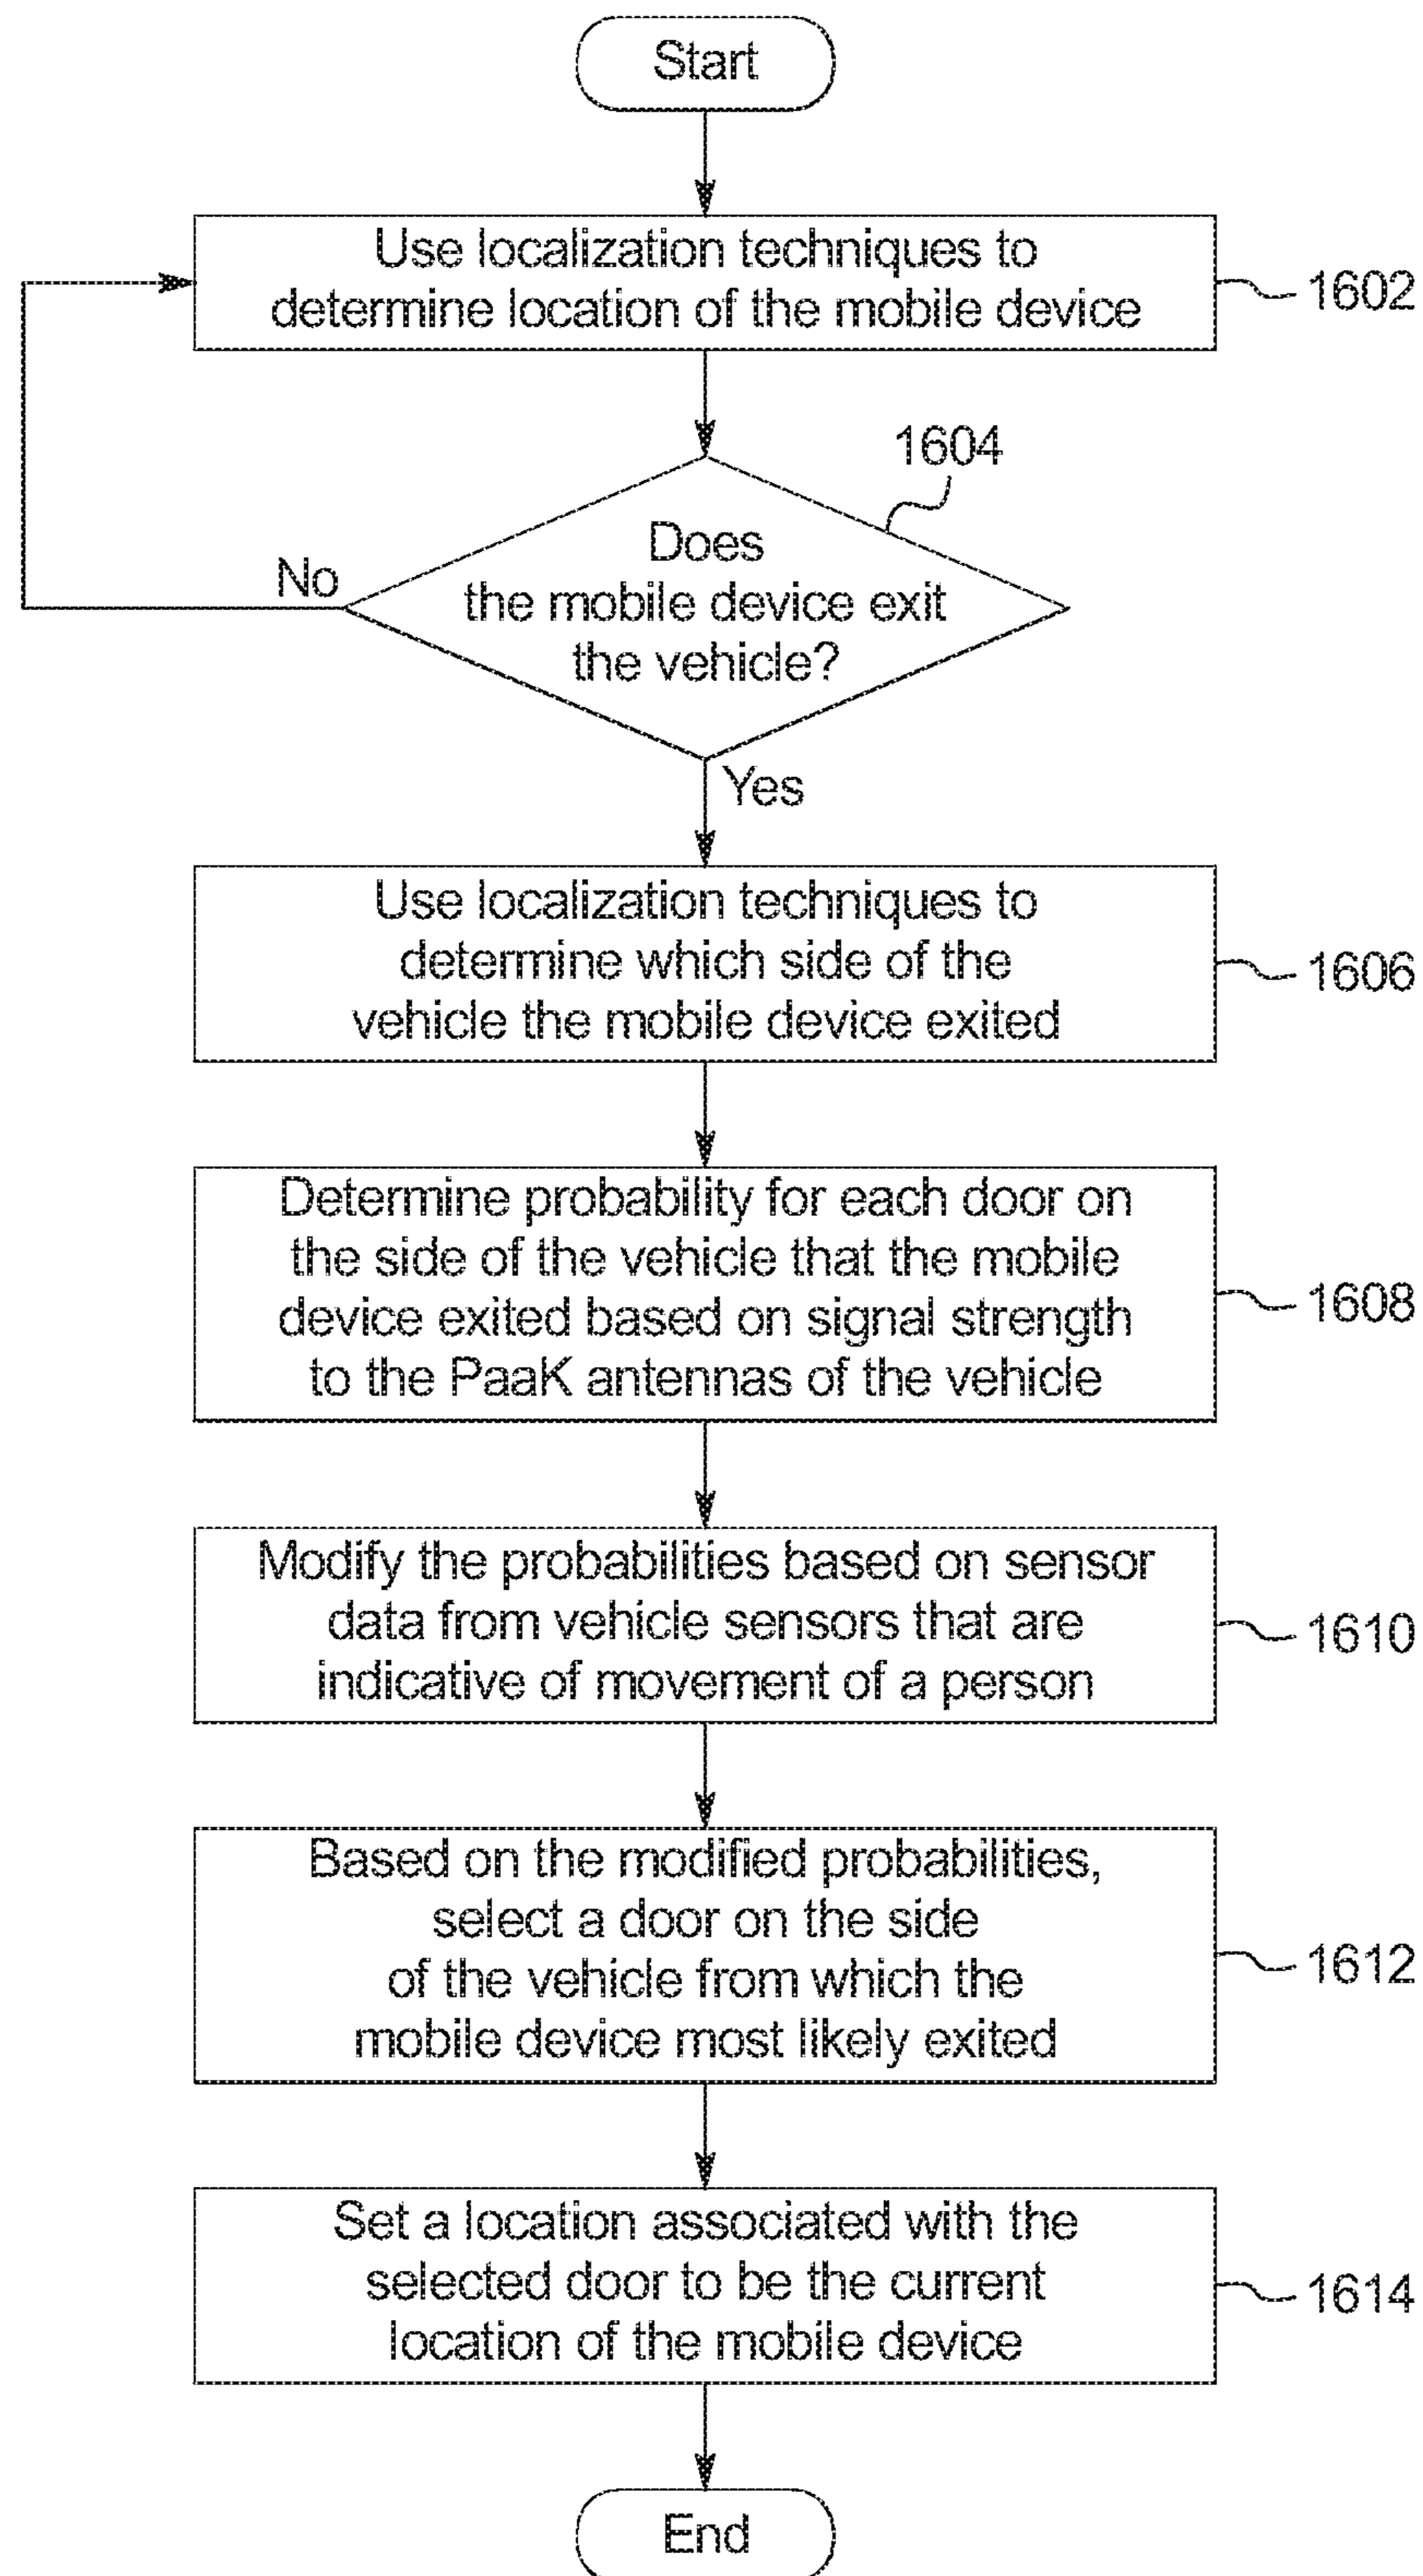 Start
Use localization techniques to
determine location of the mobile device
1602
1604
Does
the mobile device exit
the vehicle?
No
Yes
Use localization techniques to
determine which side of the
vehicle the mobile device exited
1606
Determine probability for each door on
the side of the vehicle that the mobile
device exited based on signal strength
to the PaaK antennas of the vehicle
1608
Modify the probabilities based on sensor
data from vehicle sensors that are
indicative of movement of a person
1610
Based on the modified probabilities,
select a door on the side
of the vehicle from which the
mobile device most likely exited
1612
Set a location associated with the
selected door to be the current
location of the mobile device
1614
End